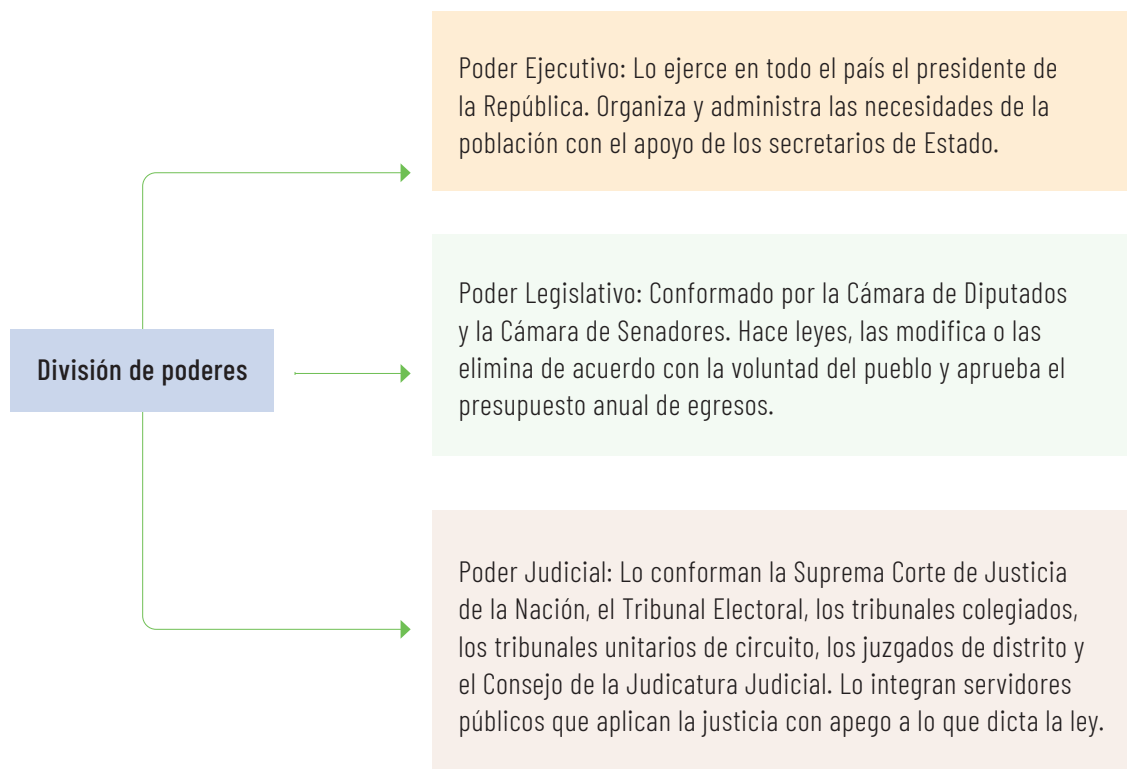 Poder Ejecutivo: Lo ejerce en todo el país el presidente de
la República. Organiza y administra las necesidades de la
población con el apoyo de los secretarios de Estado.
División de poderes
Poder Legislativo: Conformado por la Cámara de Diputados
y la Cámara de Senadores. Hace leyes, las modifica o las
elimina de acuerdo con la voluntad del pueblo y aprueba el
presupuesto anual de egresos.
Poder Judicial: Lo conforman la Suprema Corte de Justicia
de la Nación, el Tribunal Electoral, los tribunales colegiados,
los tribunales unitarios de circuito, los juzgados de distrito y
el Consejo de la Judicatura Judicial. Lo integran servidores
públicos que aplican la justicia con apego a lo que dicta la ley.